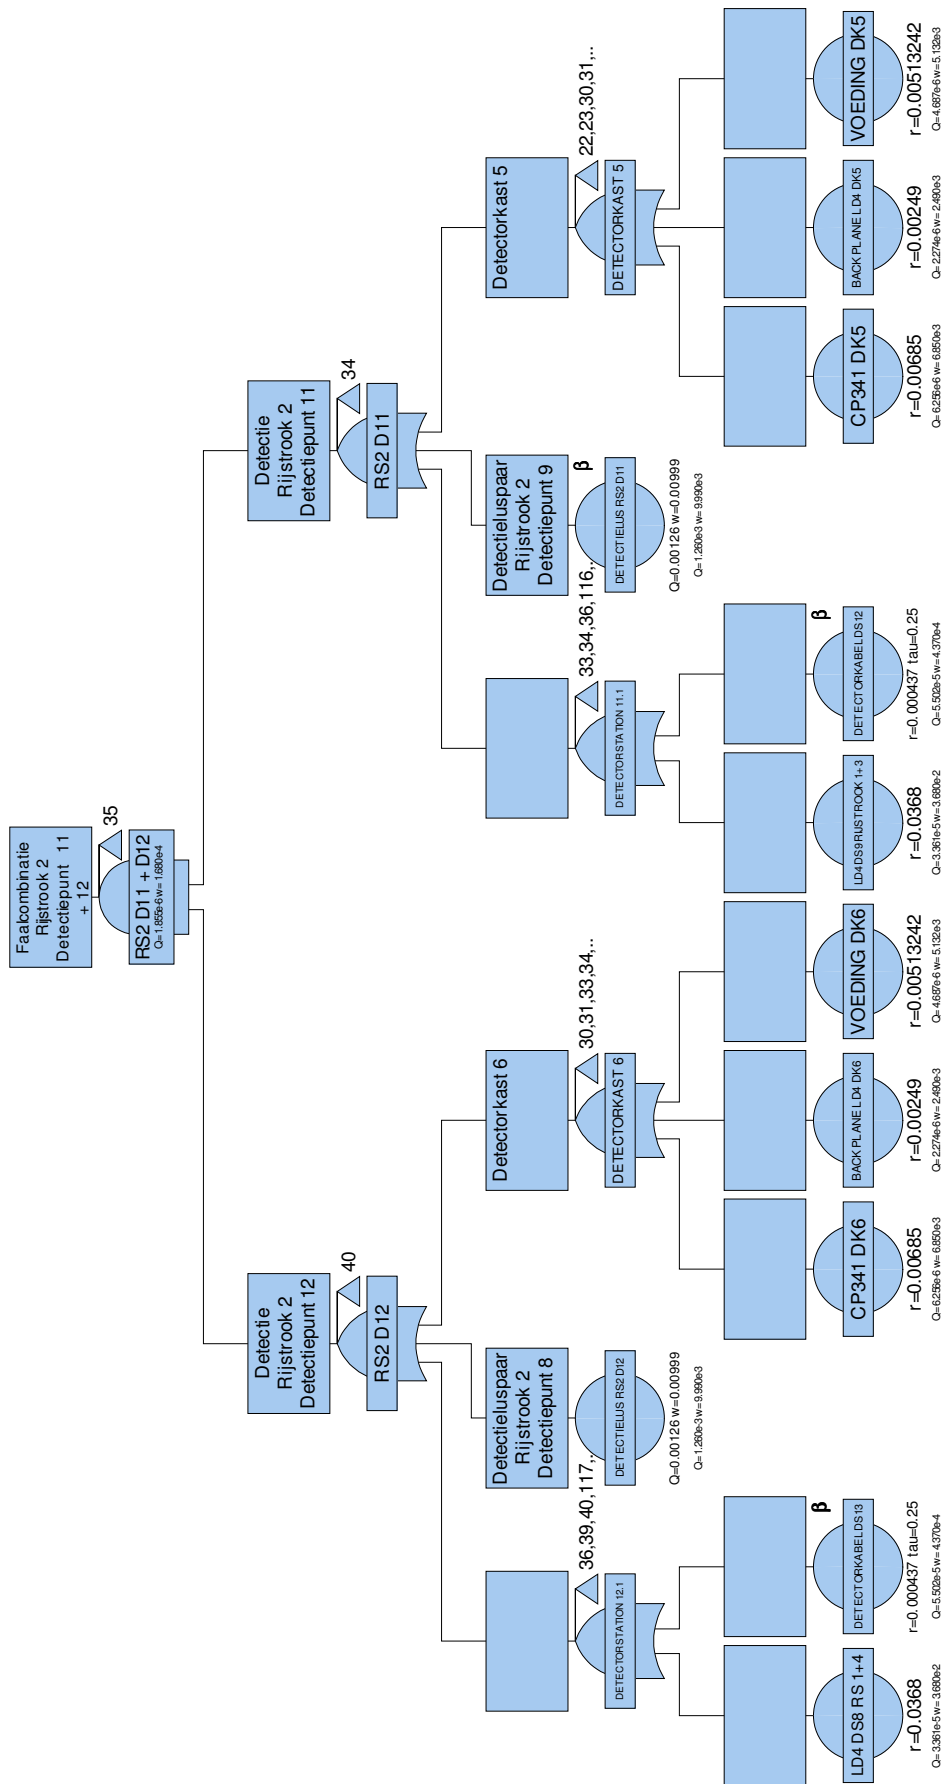 Faalcombinatie
Rijstrook 2
Detectiepunt 11
+ 12
35
RS2 D11 + D12
Q=1.855e-6 w= 1.680e-4
Detectie
Rijstrook 2
Detectiepunt 12
40
RS2 D12
Detectie
Rijstrook 2
Detectiepunt 11
34
RS2 D11
36,39,40,117,..
DETECTORSTATION 12.1
Detectieluspaar
Rijstrook 2
Detectiepunt 8
DETECTIELUS RS2 D12
Q=0.00126 w=0.00999
Q=1.260e-3 w=9.990e-3
Detectorkast 6
30,31,33,34,..
DETECTORKAST 6
33,34,36,116,..
DETECTORSTATION 11.1
Detectieluspaar
Rijstrook 2
Detectiepunt 9
β
DETECTIELUS RS2 D11
Q=0.00126 w=0.00999
Q=1.260e-3 w= 9.990e-3
Detectorkast 5
22,23,30,31,..
DETECTORKAST 5
LD4 DS8 RS 1+4
r=0.0368
Q=3.361e-5 w= 3.680e-2
β
DETECTORKABEL DS13
r=0.000437 tau=0.25
Q=5.502e-5 w= 4.370e-4
CP341 DK6
r=0.00685
Q=6.256e-6 w= 6.850e-3
BACK PLANE LD4 DK6
r=0.00249
Q=2.274e-6 w= 2.490e-3
VOEDING DK6
r=0.00513242
Q=4.687e-6 w= 5.132e-3
LD4 DS9 RIJSTROOK 1+3
r=0.0368
Q=3.361e-5 w= 3.680e-2
β
DETECTORKABEL DS12
r=0.000437 tau=0.25
Q=5.502e-5 w= 4.370e-4
CP341 DK5
r=0.00685
Q=6.256e-6 w= 6.850e-3
BACK PLANE LD4 DK5
r=0.00249
Q=2.274e-6 w= 2.490e-3
VOEDING DK5
r=0.00513242
Q=4.687e-6 w= 5.132e-3